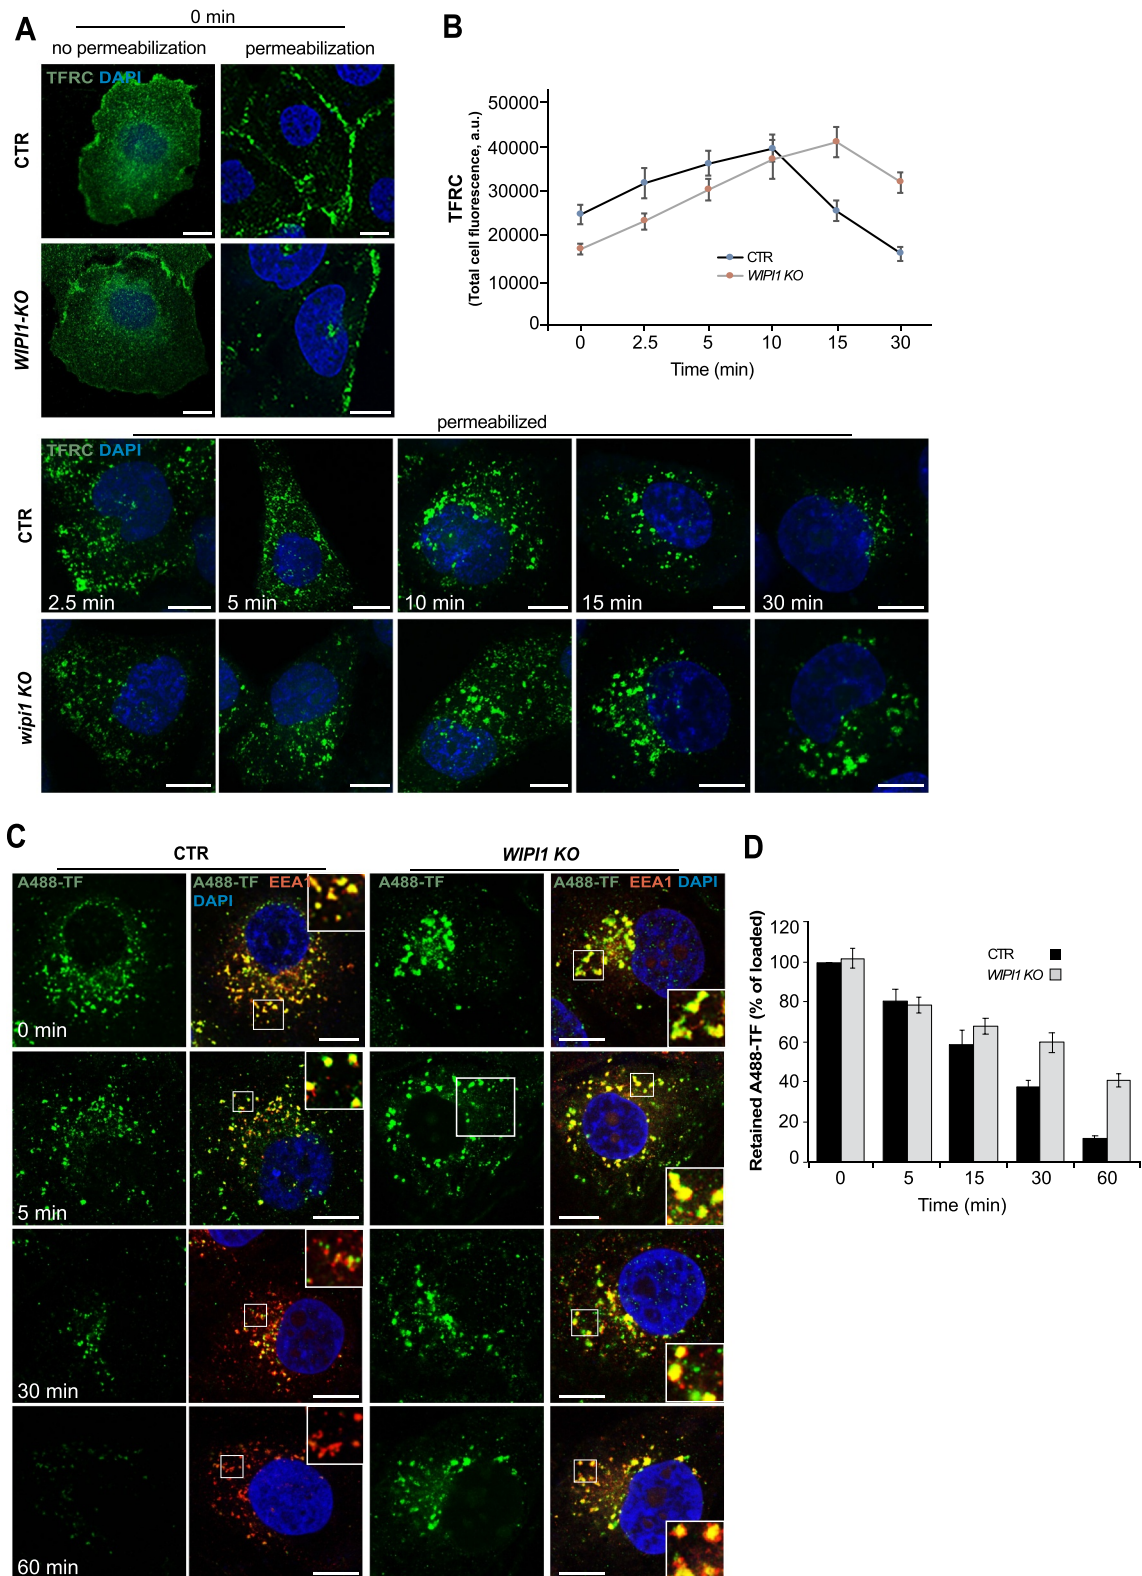 A
0 min
no permeabilization
permeabilization
TFRC DAPI
CTR
WIPI1-KO
B
50000
40000
30000
20000
10000
0
TFRC
(Total cell fluorescence, a.u.)
CTR
WIPI1 KO
0 2.5 5 10 15 30
Time (min)
permeabilized
TFRC DAPI
CTR
2.5 min
5 min
10 min
15 min
30 min
wipi1 KO
C
CTR
WIPI1 KO
A488-TF
A488-TF EEA1
DAPI
A488-TF
A488-TF EEA1 DAPI
0 min
5 min
30 min
60 min
D
120
100
80
60
40
20
0
Retained A488-TF (% of loaded)
CTR
WIPI1 KO
0 5 15 30 60
Time (min)